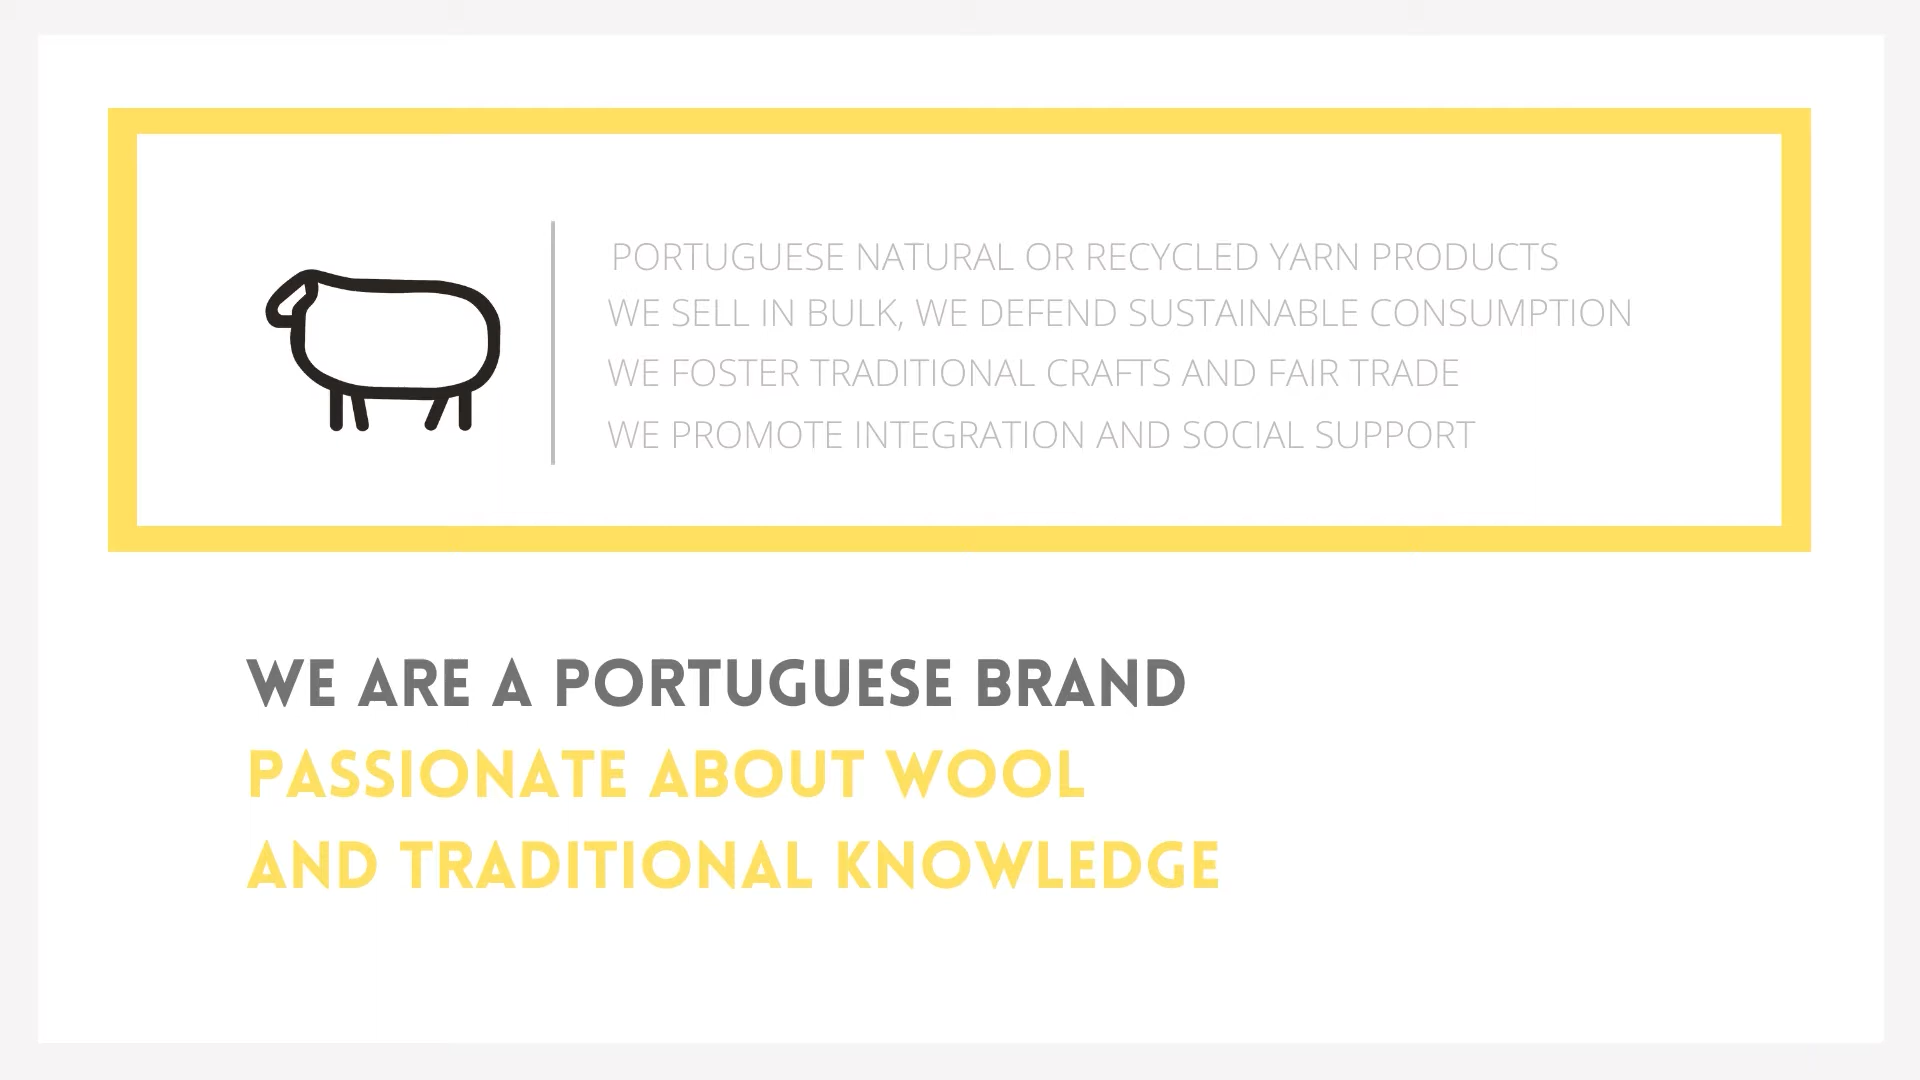 PORTUGUESE NATURAL OR RECYCLED YARN PRODUCTS
WE SELL IN BULK, WE DEFEND SUSTAINABLE CONSUMPTION
WE FOSTER TRADITIONAL CRAFTS AND FAIR TRADE
WE PROMOTE INTEGRATION AND SOCIAL SUPPORT
WE ARE A PORTUGUESE BRAND
PASSIONATE ABOUT WOOL
AND TRADITIONAL KNOWLEDGE